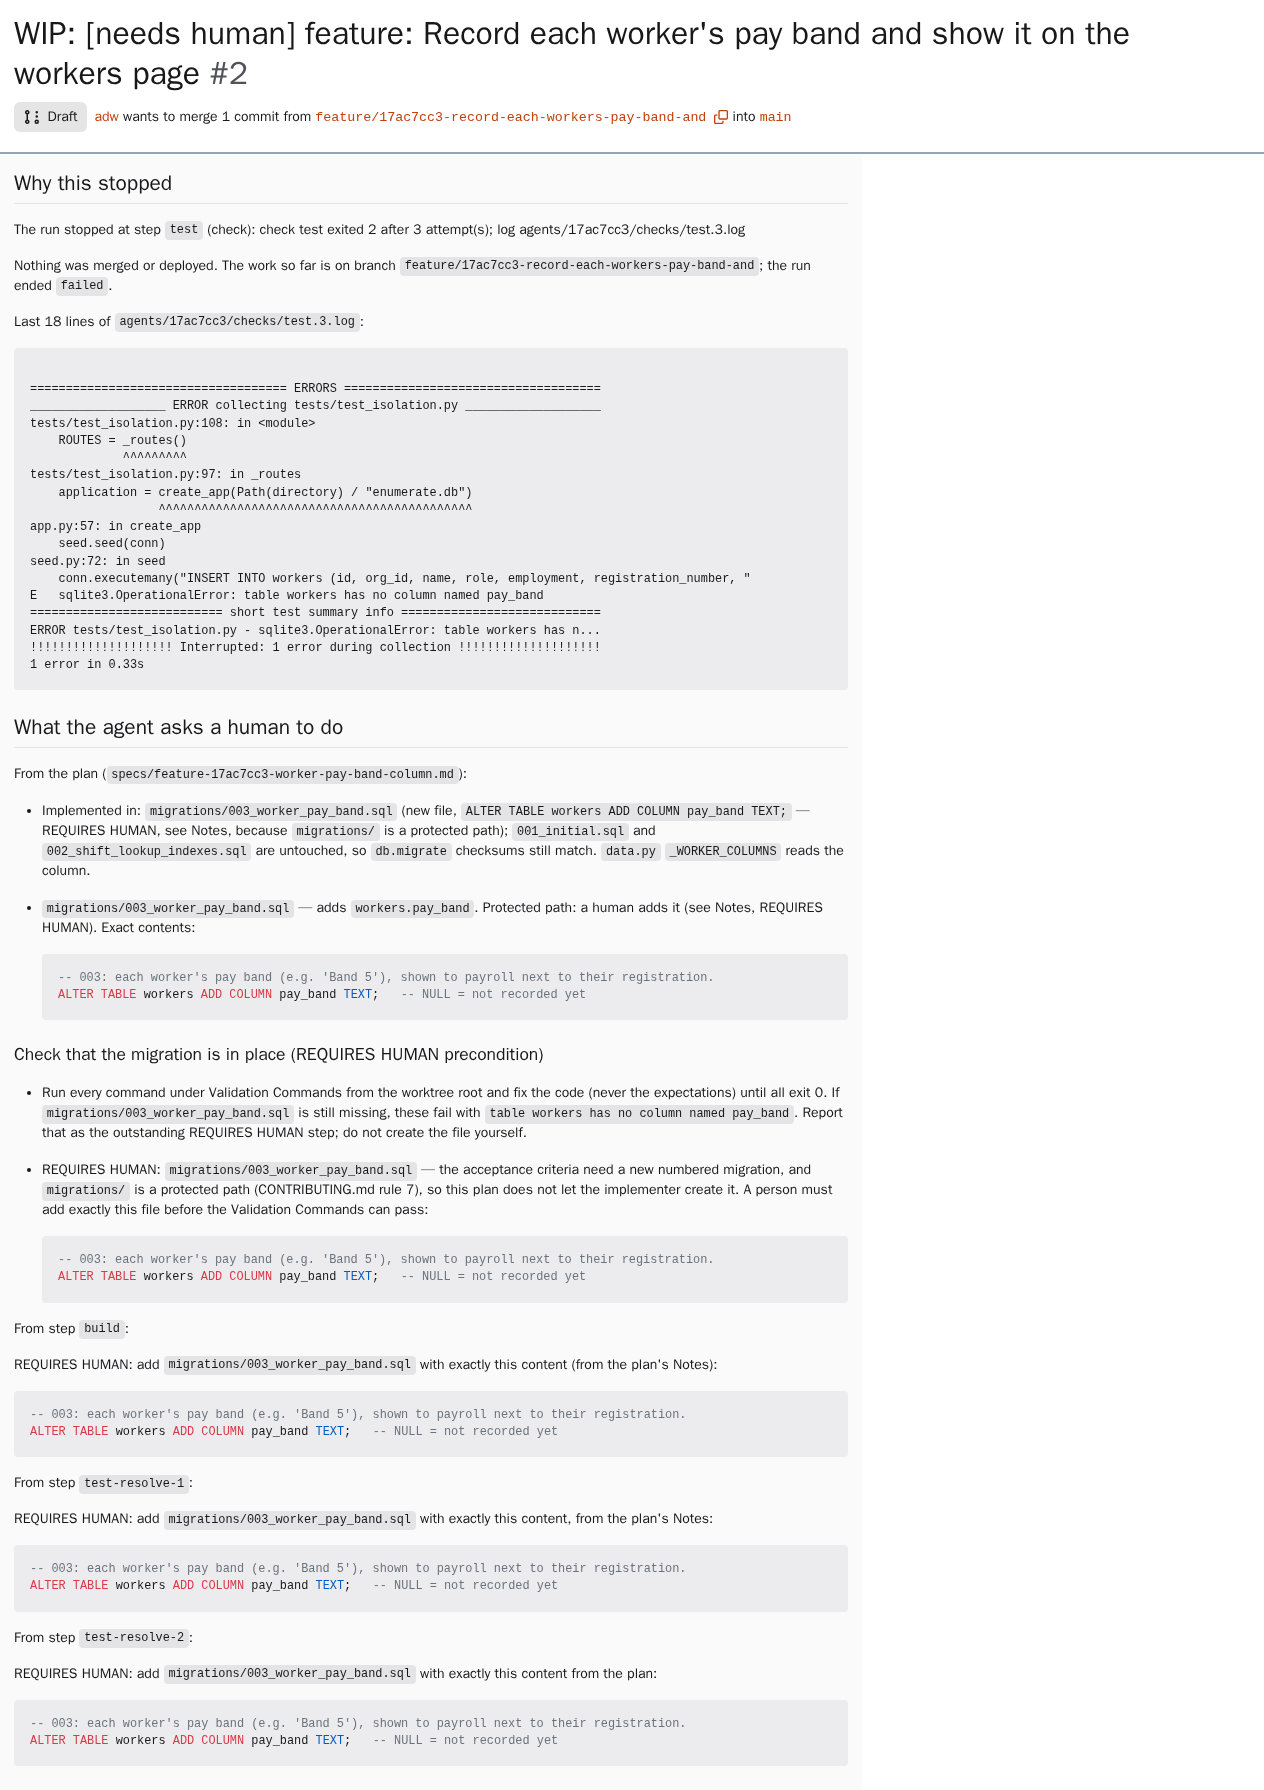 WIP: [needs human] feature: Record each worker's pay band and show it on the
workers page #2
Draft adw wants to merge 1 commit from feature/17ac7cc3-record-each-workers-pay-band-and into main
Why this stopped
The run stopped at step test (check): check test exited 2 after 3 attempt(s); log agents/17ac7cc3/checks/test.3.log
Nothing was merged or deployed. The work so far is on branch feature/17ac7cc3-record-each-workers-pay-band-and; the run
ended failed.
Last 18 lines of agents/17ac7cc3/checks/test.3.log:
==================================== ERRORS ====================================
___________________ ERROR collecting tests/test_isolation.py ___________________
tests/test_isolation.py:108: in <module>
    ROUTES = _routes()
             ^^^^^^^^^
tests/test_isolation.py:97: in _routes
    application = create_app(Path(directory) / "enumerate.db")
                  ^^^^^^^^^^^^^^^^^^^^^^^^^^^^^^^^^^^^^^^^^^^^
app.py:57: in create_app
    seed.seed(conn)
seed.py:72: in seed
    conn.executemany("INSERT INTO workers (id, org_id, name, role, employment, registration_number, "
E   sqlite3.OperationalError: table workers has no column named pay_band
=========================== short test summary info ============================
ERROR tests/test_isolation.py - sqlite3.OperationalError: table workers has n...
!!!!!!!!!!!!!!!!!!!! Interrupted: 1 error during collection !!!!!!!!!!!!!!!!!!!!
1 error in 0.33s
What the agent asks a human to do
From the plan (specs/feature-17ac7cc3-worker-pay-band-column.md):
• Implemented in: migrations/003_worker_pay_band.sql (new file, ALTER TABLE workers ADD COLUMN pay_band TEXT; —
REQUIRES HUMAN, see Notes, because migrations/ is a protected path); 001_initial.sql and
002_shift_lookup_indexes.sql are untouched, so db.migrate checksums still match. data.py _WORKER_COLUMNS reads the
column.
• migrations/003_worker_pay_band.sql — adds workers.pay_band. Protected path: a human adds it (see Notes, REQUIRES
HUMAN). Exact contents:
-- 003: each worker's pay band (e.g. 'Band 5'), shown to payroll next to their registration.
ALTER TABLE workers ADD COLUMN pay_band TEXT;   -- NULL = not recorded yet
Check that the migration is in place (REQUIRES HUMAN precondition)
• Run every command under Validation Commands from the worktree root and fix the code (never the expectations) until all exit 0. If
migrations/003_worker_pay_band.sql is still missing, these fail with table workers has no column named pay_band. Report
that as the outstanding REQUIRES HUMAN step; do not create the file yourself.
• REQUIRES HUMAN: migrations/003_worker_pay_band.sql — the acceptance criteria need a new numbered migration, and
migrations/ is a protected path (CONTRIBUTING.md rule 7), so this plan does not let the implementer create it. A person must
add exactly this file before the Validation Commands can pass:
-- 003: each worker's pay band (e.g. 'Band 5'), shown to payroll next to their registration.
ALTER TABLE workers ADD COLUMN pay_band TEXT;   -- NULL = not recorded yet
From step build:
REQUIRES HUMAN: add migrations/003_worker_pay_band.sql with exactly this content (from the plan's Notes):
-- 003: each worker's pay band (e.g. 'Band 5'), shown to payroll next to their registration.
ALTER TABLE workers ADD COLUMN pay_band TEXT;   -- NULL = not recorded yet
From step test-resolve-1:
REQUIRES HUMAN: add migrations/003_worker_pay_band.sql with exactly this content, from the plan's Notes:
-- 003: each worker's pay band (e.g. 'Band 5'), shown to payroll next to their registration.
ALTER TABLE workers ADD COLUMN pay_band TEXT;   -- NULL = not recorded yet
From step test-resolve-2:
REQUIRES HUMAN: add migrations/003_worker_pay_band.sql with exactly this content from the plan:
-- 003: each worker's pay band (e.g. 'Band 5'), shown to payroll next to their registration.
ALTER TABLE workers ADD COLUMN pay_band TEXT;   -- NULL = not recorded yet